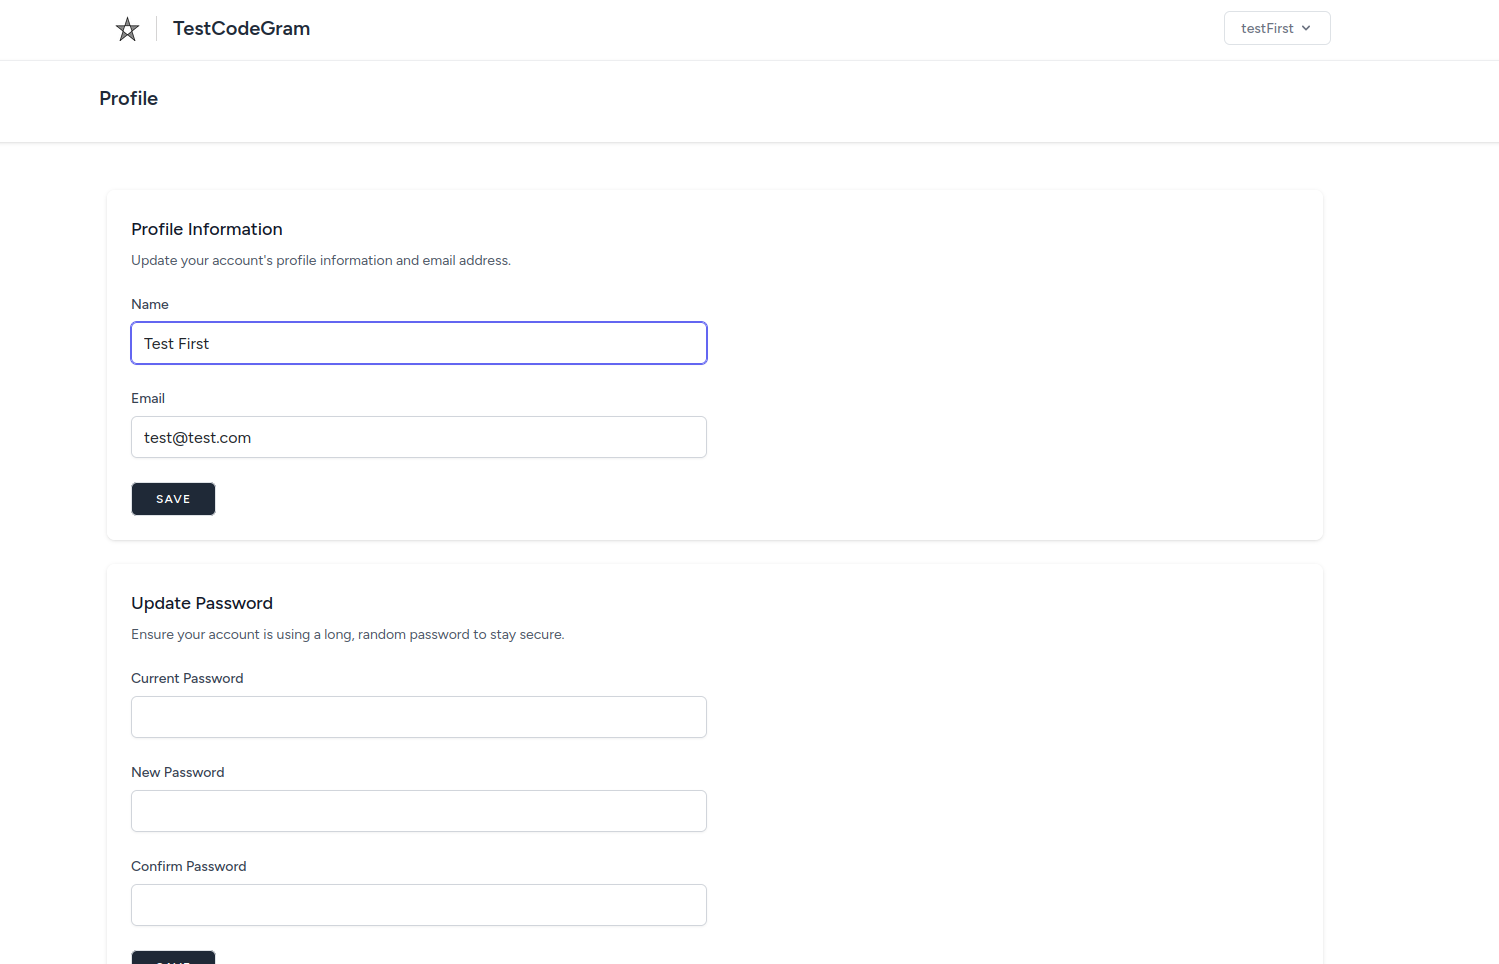 TestCodeGram
testFirst
Profile
Profile Information
Update your account's profile information and email address.
Name
Test First
Email
test@test.com
SAVE
Update Password
Ensure your account is using a long, random password to stay secure.
Current Password
New Password
Confirm Password